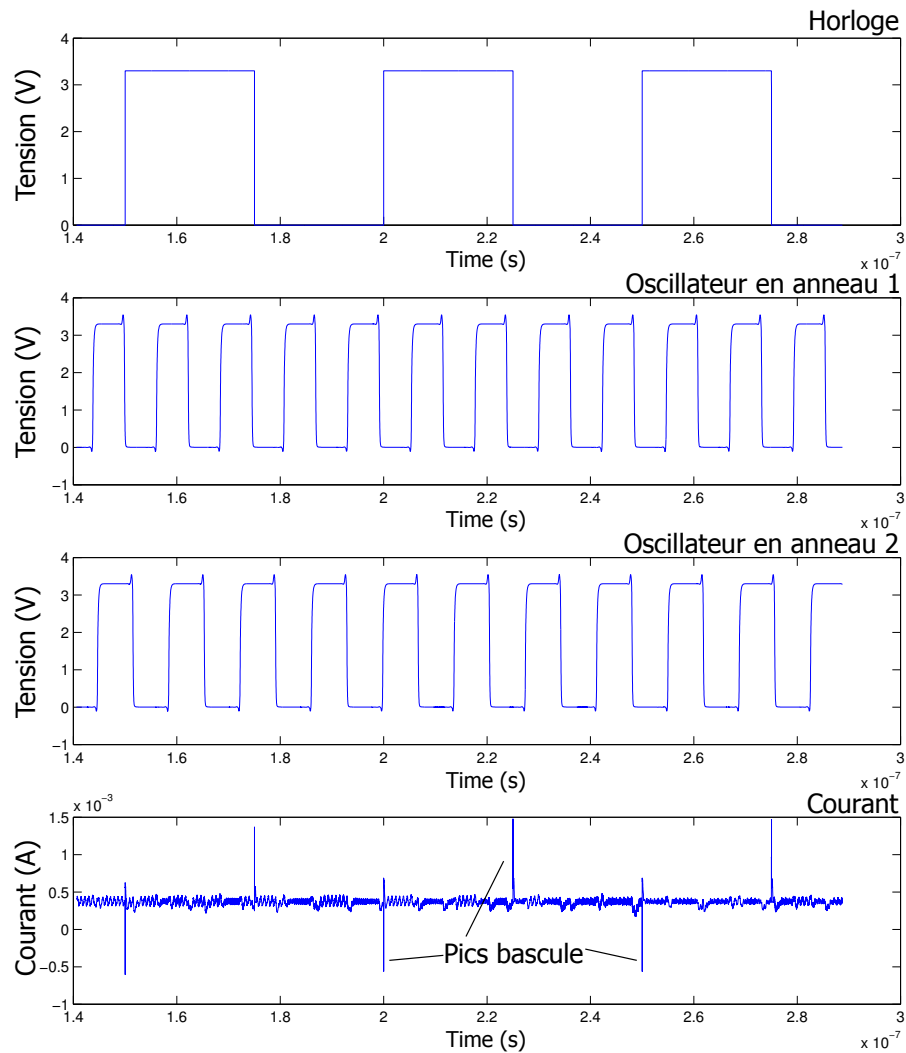 Horloge
Tension (V)
4
3
2
1
0
1.4 1.6 1.8 2 2.2 2.4 2.6 2.8 3
Time (s)
x 10⁻⁷
Oscillateur en anneau 1
Tension (V)
4
3
2
1
0
−1
1.4 1.6 1.8 2 2.2 2.4 2.6 2.8 3
Time (s)
x 10⁻⁷
Oscillateur en anneau 2
Tension (V)
4
3
2
1
0
−1
1.4 1.6 1.8 2 2.2 2.4 2.6 2.8 3
Time (s)
x 10⁻⁷
x 10⁻³
Courant
Courant (A)
1.5
1
0.5
0
−0.5
−1
Pics bascule
1.4 1.6 1.8 2 2.2 2.4 2.6 2.8 3
Time (s)
x 10⁻⁷